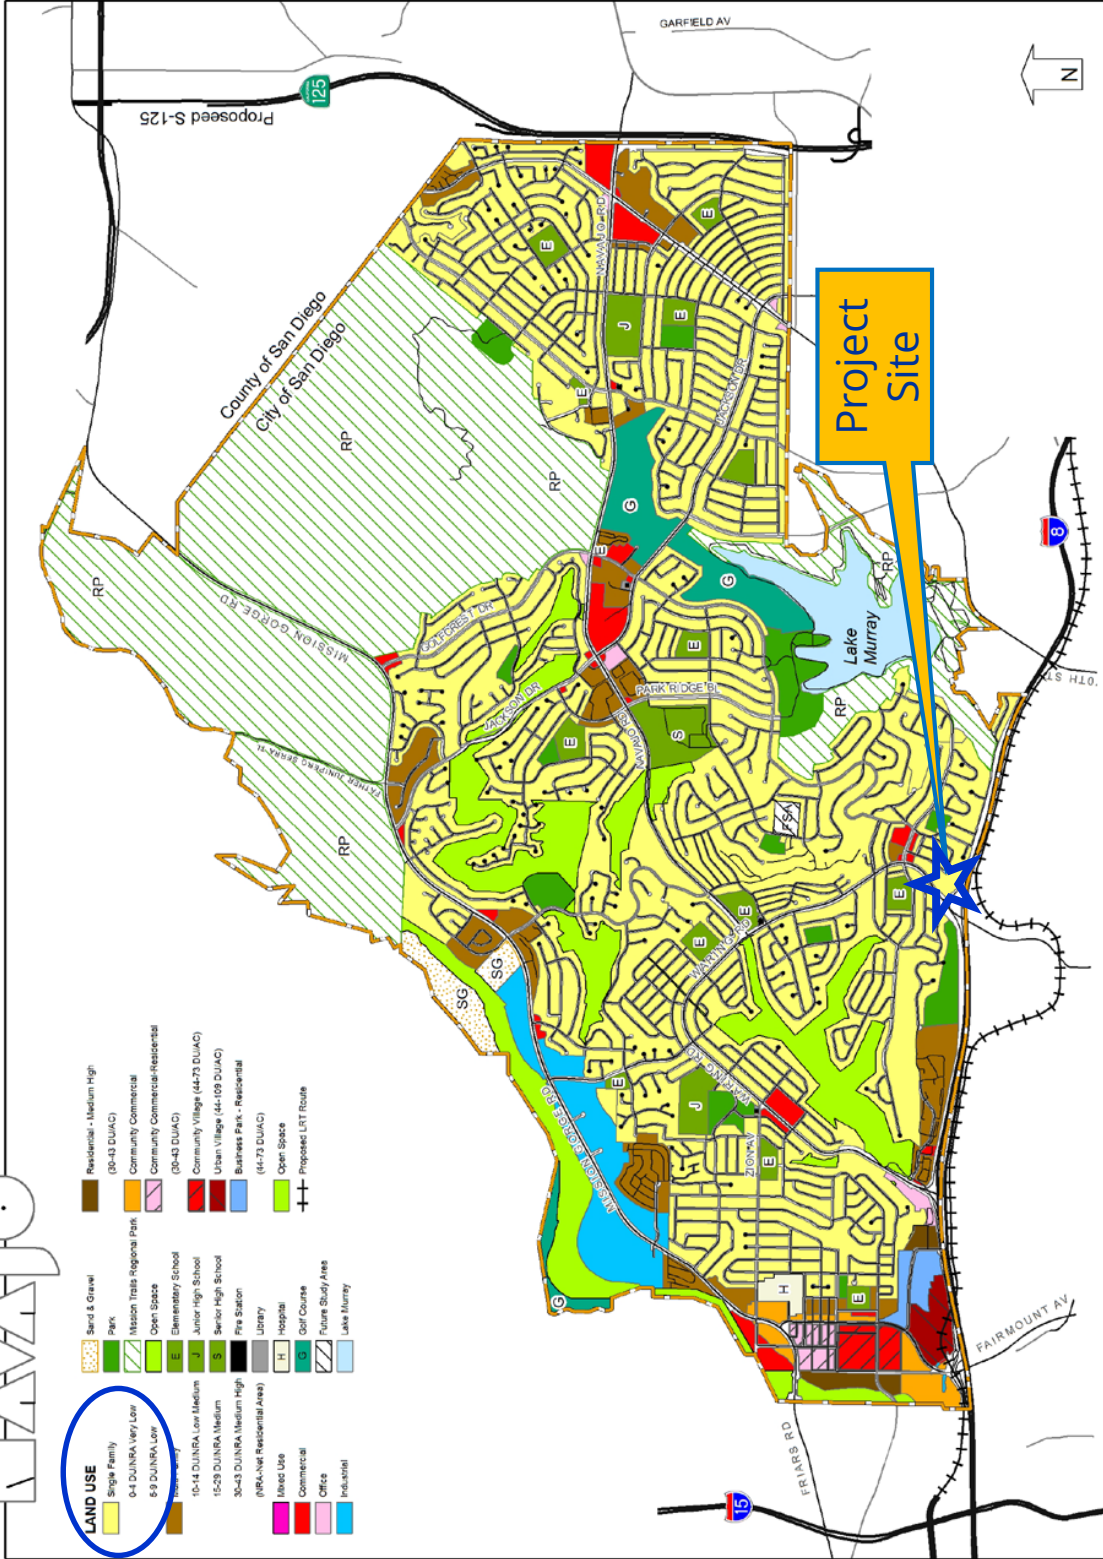 LAND USE
Single Family
0-4 DU/NRA Very Low
5-9 DU/NRA Low
10-14 DU/NRA Low Medium
15-29 DU/NRA Medium
30-43 DU/NRA Medium High
(NRA-Net Residential Area)
Mixed Use
Commercial
Office
Industrial
Sand & Gravel
Park
Mission Trails Regional Park
Open Space
E Elementary School
J Junior High School
S Senior High School
Fire Station
Library
H Hospital
G Golf Course
Future Study Area
Lake Murray
Residential - Medium High
(30-43 DU/AC)
Community Commercial
Community Commercial-Residential
(30-43 DU/AC)
Community Village (44-73 DU/AC)
Urban Village (44-109 DU/AC)
Business Park - Residential
(44-73 DU/AC)
Open Space
Proposed LRT Route
County of San Diego
City of San Diego
Proposed S-125
125
GARFIELD AV
N
RP
RP
RP
RP
RP
RP
MISSION GORGE RD
FATHER JUNIPERO SERRA TL
GOLFCREST DR
JACKSON DR
NAVAJO RD
NAVAJO RD
PARK RIDGE BL
JACKSON DR
WARING RD
WARING RD
ZION AV
MISSION GORGE RD
FRIARS RD
FAIRMOUNT AV
15
8
Lake
Murray
SG
SG
FSA
G
G
G
H
S
J
J
E
E
E
E
E
E
E
E
E
E
E
E
E
Project
Site